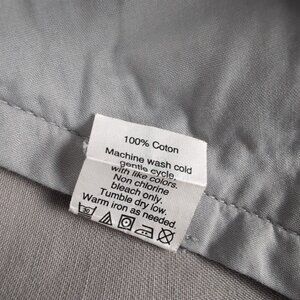 100% Coton
Machine wash cold
gentle cycle
with like colors.
Non chlorine
bleach only.
Tumble dry low.
Warm iron as needed.